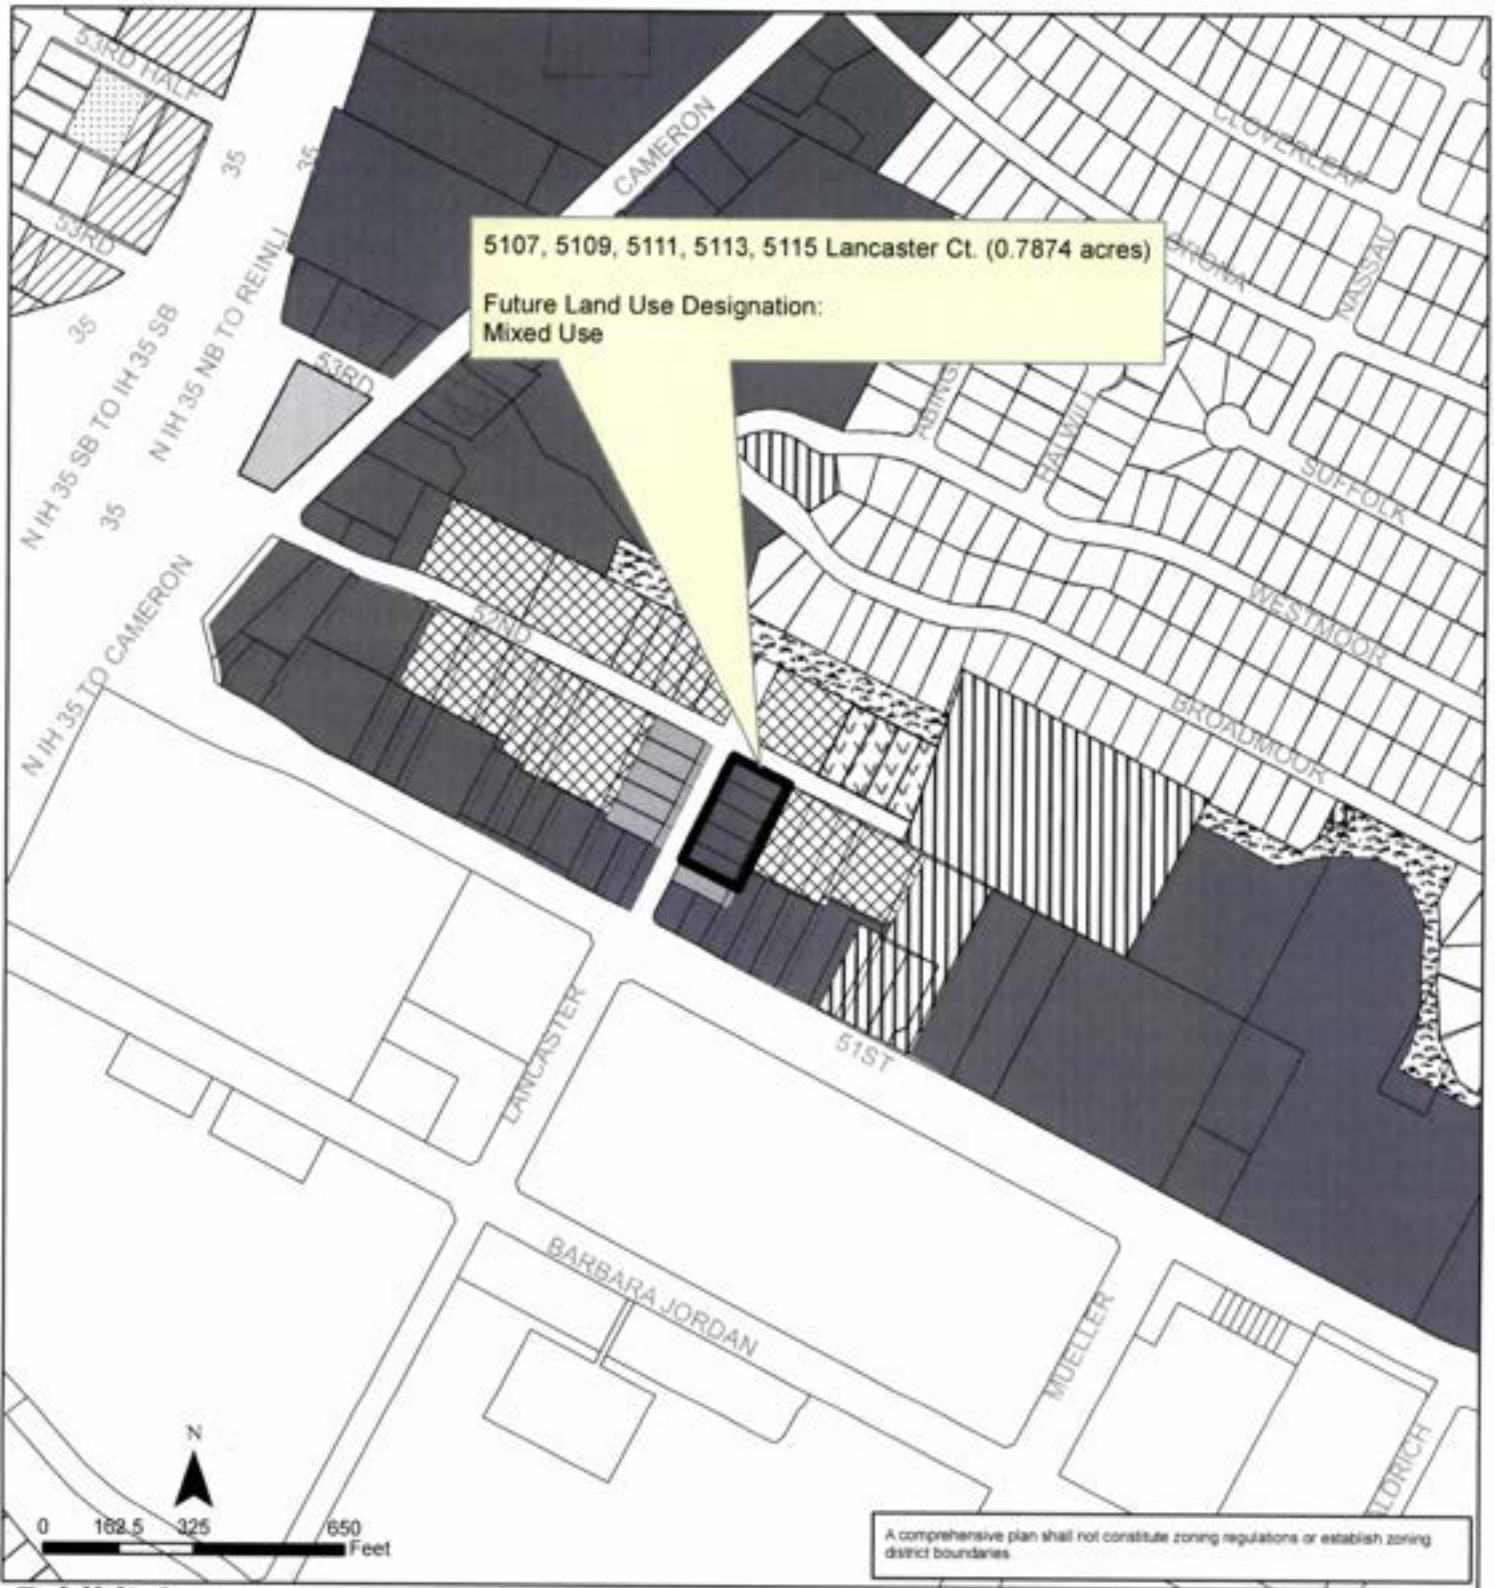 53RD HALF
35
35
CAMERON
CLOVERLEAF
53RD
NASSAU
5107, 5109, 5111, 5113, 5115 Lancaster Ct. (0.7874 acres)
Future Land Use Designation:
Mixed Use
35
N IH 35 SB TO IH 35 SB
N IH 35 NB TO REINLI
53RD
HALWILL
SUFFOLK
35
52ND
WESTMOOR
N IH 35 TO CAMERON
BROADMOOR
51ST
LANCASTER
BARBARA JORDAN
MUELLER
N
0 162.5 325 650
Feet
A comprehensive plan shall not constitute zoning regulations or establish zoning
district boundaries